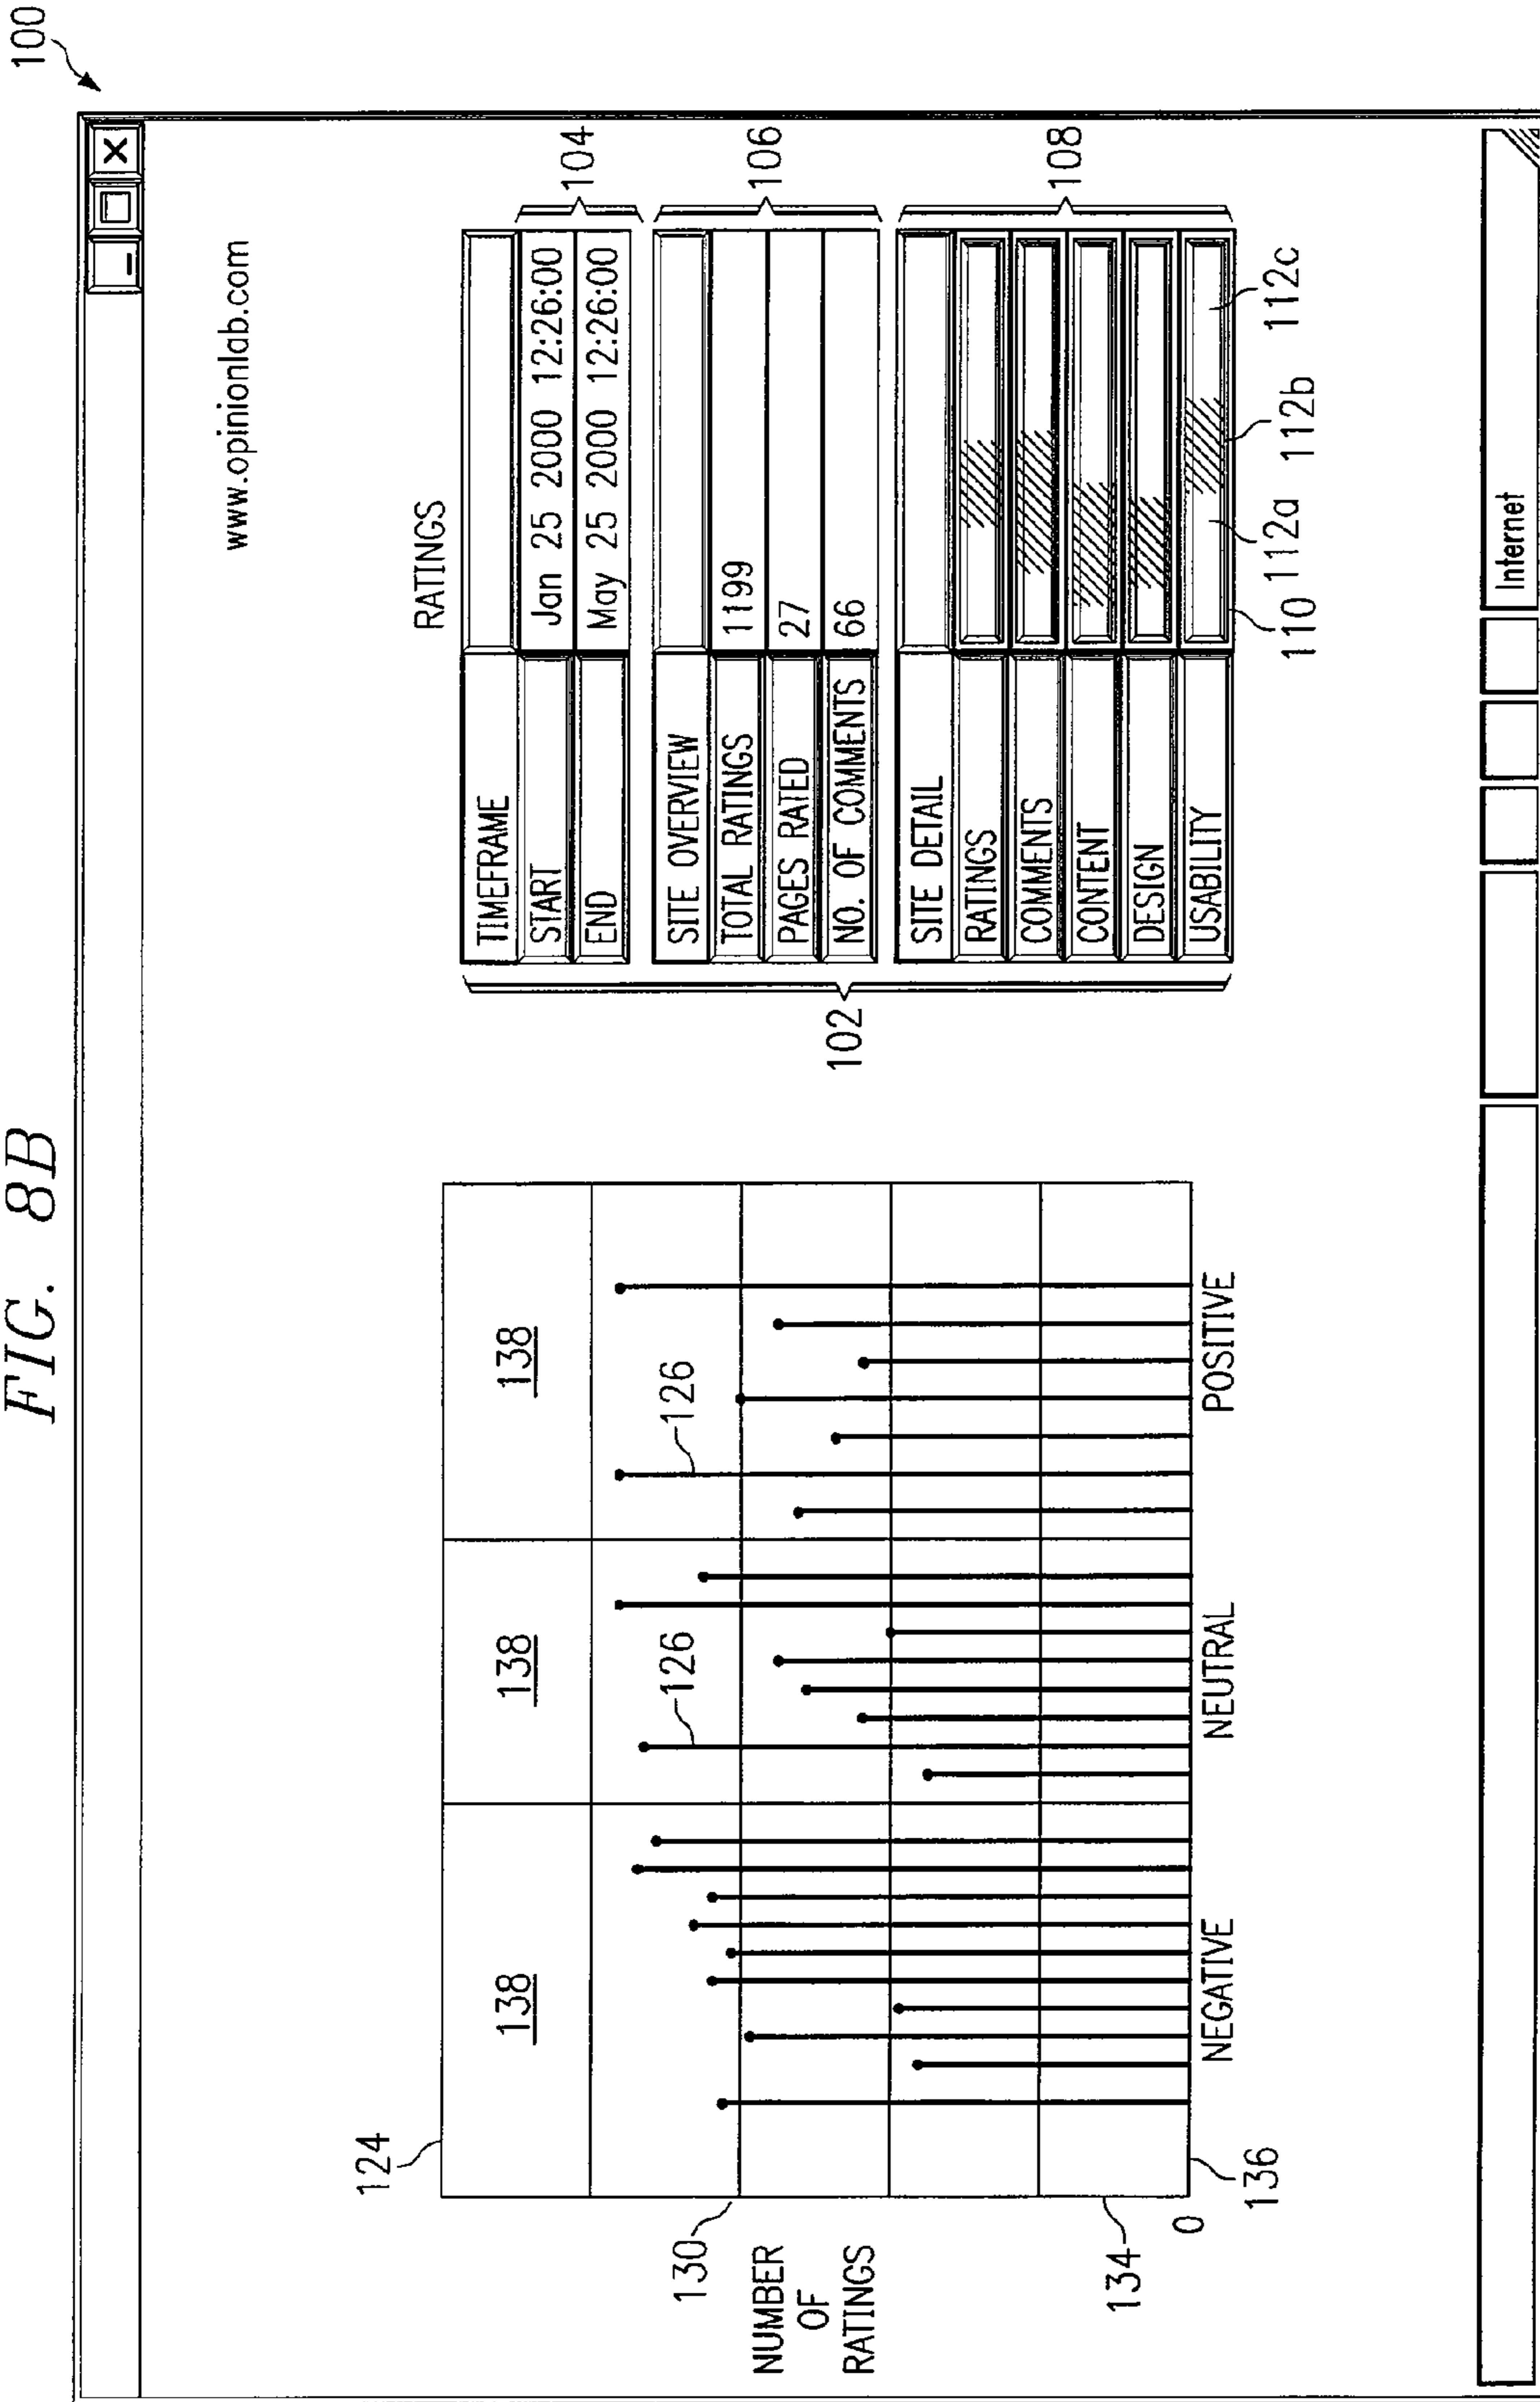 FIG. 8B
100
www.opinionlab.com
124
138
138
138
126
126
130
NUMBER
OF
RATINGS
134
0
136
NEGATIVE
NEUTRAL
POSITIVE
RATINGS
102
TIMEFRAME
START Jan 25 2000 12:26:00
END May 25 2000 12:26:00
104
SITE OVERVIEW
TOTAL RATINGS 1199
PAGES RATED 27
NO. OF COMMENTS 66
106
SITE DETAIL
RATINGS
COMMENTS
CONTENT
DESIGN
USABILITY
108
110 112a 112b 112c
Internet